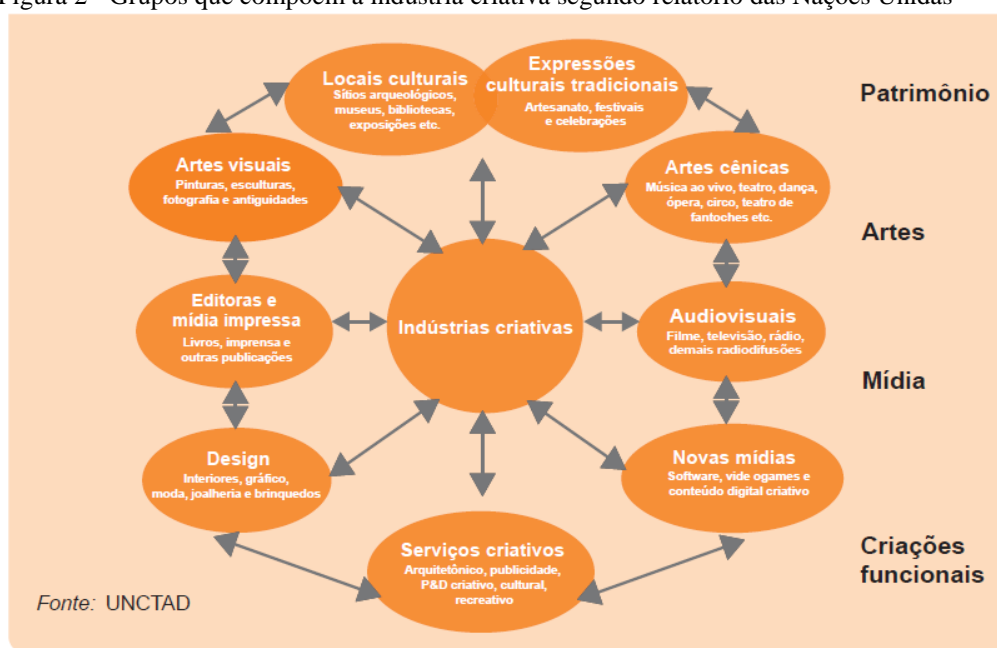 Figura 2 - Grupos que compõem a indústria criativa segundo relatório das Nações Unidas
Locais culturais
Sítios arqueológicos,
museus, bibliotecas,
exposições etc.
Expressões
culturais tradicionais
Artesanato, festivais
e celebrações
Patrimônio
Artes visuais
Pinturas, esculturas,
fotografia e antiguidades
Artes cênicas
Música ao vivo, teatro, dança,
ópera, circo, teatro de
fantoches etc.
Artes
Editoras e
mídia impressa
Livros, imprensa e
outras publicações
Indústrias criativas
Audiovisuais
Filme, televisão, rádio,
demais radiodifusões
Mídia
Design
Interiores, gráfico,
moda, joalheria e brinquedos
Novas mídias
Software, vide ogames e
conteúdo digital criativo
Serviços criativos
Arquitetônico, publicidade,
P&D criativo, cultural,
recreativo
Criações
funcionais
Fonte: UNCTAD